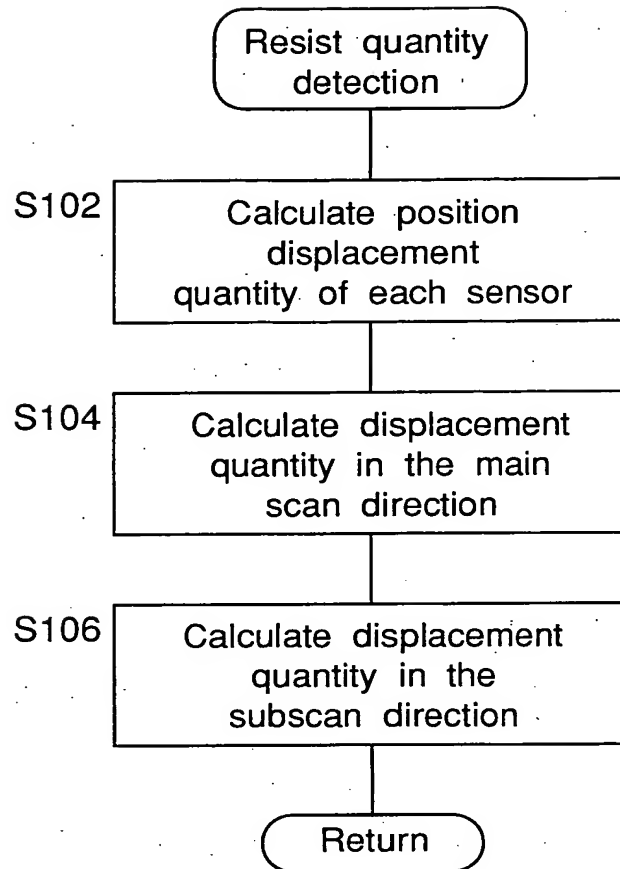 Resist quantity
detection
S102
Calculate position
displacement
quantity of each sensor
S104
Calculate displacement
quantity in the main
scan direction
S106
Calculate displacement
quantity in the
subscan direction
Return